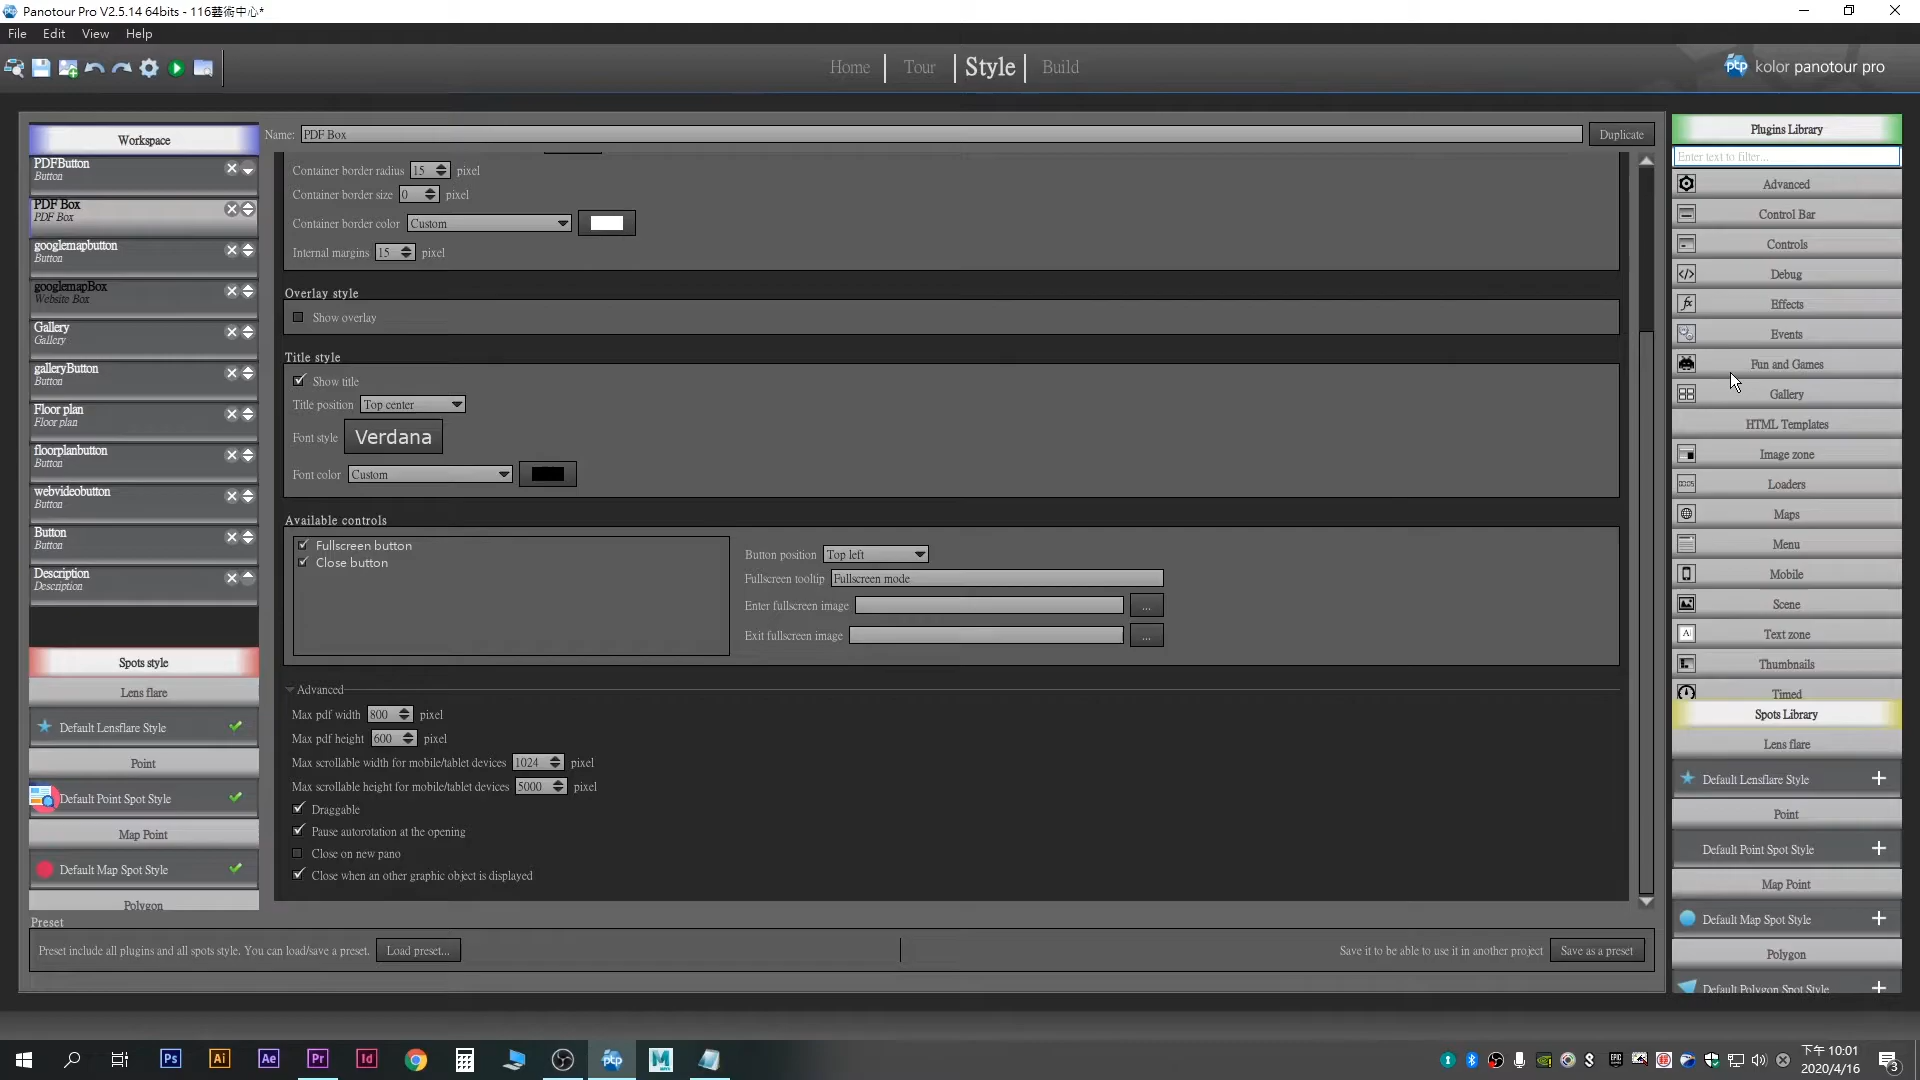 Panotour Pro V2.5.14 64bits - 116藝術中心*
File Edit View Help
Home Tour Style Build
kolor panotour pro
Workspace
PDFButton
Button
PDF Box
PDF Box
googlemapbutton
Button
googlemapBox
Website Box
Gallery
Gallery
galleryButton
Button
Floor plan
Floor plan
floorplanbutton
Button
webvideobutton
Button
Button
Button
Description
Description
Spots style
Lens flare
Default Lensflare Style
Point
Default Point Spot Style
Map Point
Default Map Spot Style
Polygon
Name: PDF Box Duplicate
Container border radius 15 pixel
Container border size 0 pixel
Container border color Custom
Internal margins 15 pixel
Overlay style
Show overlay
Title style
Show title
Title position Top center
Font style Verdana
Font color Custom
Available controls
Fullscreen button
Close button
Button position Top left
Fullscreen tooltip Fullscreen mode
Enter fullscreen image ...
Exit fullscreen image ...
Advanced
Max pdf width 800 pixel
Max pdf height 600 pixel
Max scrollable width for mobile/tablet devices 1024 pixel
Max scrollable height for mobile/tablet devices 5000 pixel
Draggable
Pause autorotation at the opening
Close on new pano
Close when an other graphic object is displayed
Preset
Preset include all plugins and all spots style. You can load/save a preset. Load preset...
Save it to be able to use it in another project Save as a preset
Plugins Library
Enter text to filter...
Advanced
Control Bar
Controls
Debug
Effects
Events
Fun and Games
Gallery
HTML Templates
Image zone
Loaders
Maps
Menu
Mobile
Scene
Text zone
Thumbnails
Timed
Spots Library
Lens flare
Default Lensflare Style
Point
Default Point Spot Style
Map Point
Default Map Spot Style
Polygon
Default Polygon Spot Style
Ps Ai Ae Pr Id ptp M
下午 10:01
2020/4/16
3